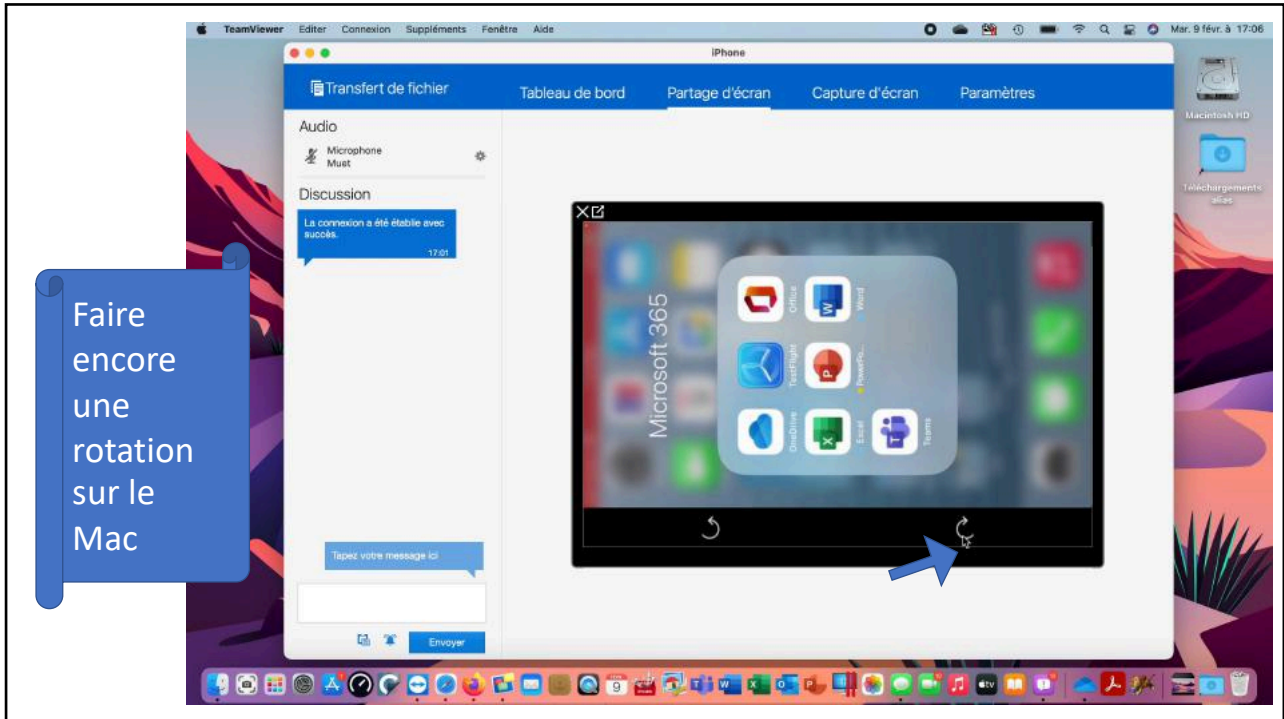 TeamViewer Editer Connexion Suppléments Fenêtre Aide
Mar. 9 févr. à 17:06
iPhone
Transfert de fichier
Tableau de bord Partage d'écran Capture d'écran Paramètres
Audio
Microphone
Muet
Discussion
La connexion a été établie avec
succès.
17:01
Tapez votre message ici
Envoyer
Microsoft 365
OneDrive
TestFlight
Office
Excel
PowerPo...
Word
Teams
Macintosh HD
Téléchargements
alias
Faire
encore
une
rotation
sur le
Mac